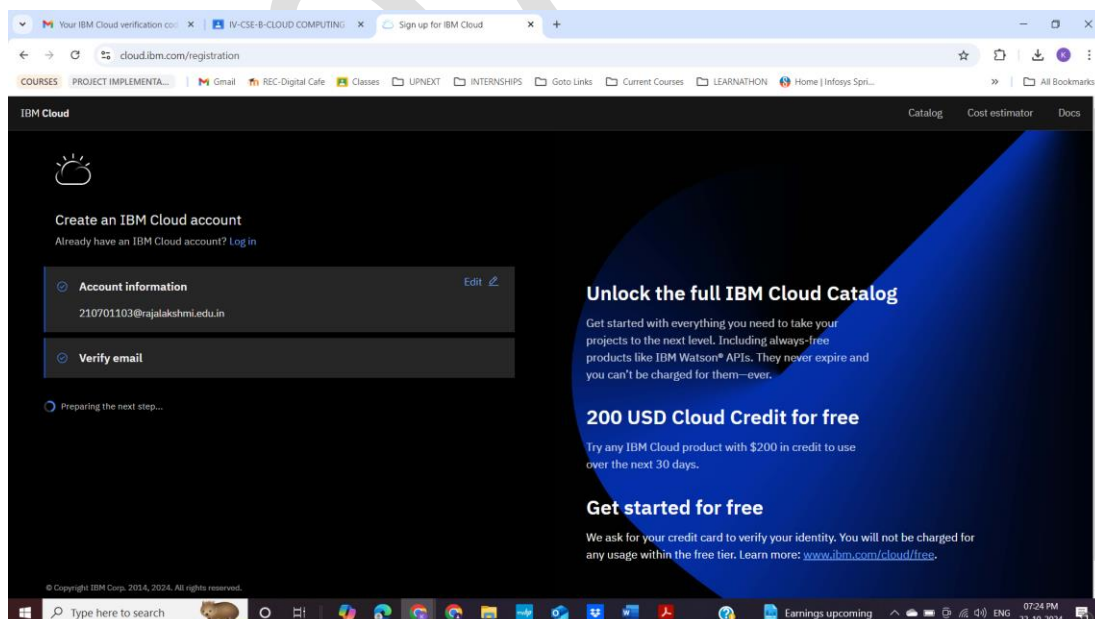 Your IBM Cloud verification cod
IV-CSE-B-CLOUD COMPUTING
Sign up for IBM Cloud
cloud.ibm.com/registration
K
COURSES
PROJECT IMPLEMENTA...
Gmail
REC-Digital Cafe
Classes
UPNEXT
INTERNSHIPS
Goto Links
Current Courses
LEARNATHON
Home | Infosys Spri...
All Bookmarks
IBM Cloud
Catalog
Cost estimator
Docs
Create an IBM Cloud account
Already have an IBM Cloud account? Log in
Account information
Edit
210701103@rajalakshmi.edu.in
Verify email
Preparing the next step...
Unlock the full IBM Cloud Catalog
Get started with everything you need to take your
projects to the next level. Including always-free
products like IBM Watson® APIs. They never expire and
you can't be charged for them—ever.
200 USD Cloud Credit for free
Try any IBM Cloud product with $200 in credit to use
over the next 30 days.
Get started for free
We ask for your credit card to verify your identity. You will not be charged for
any usage within the free tier. Learn more: www.ibm.com/cloud/free.
© Copyright IBM Corp. 2014, 2024. All rights reserved.
Type here to search
Earnings upcoming
ENG
07:24 PM